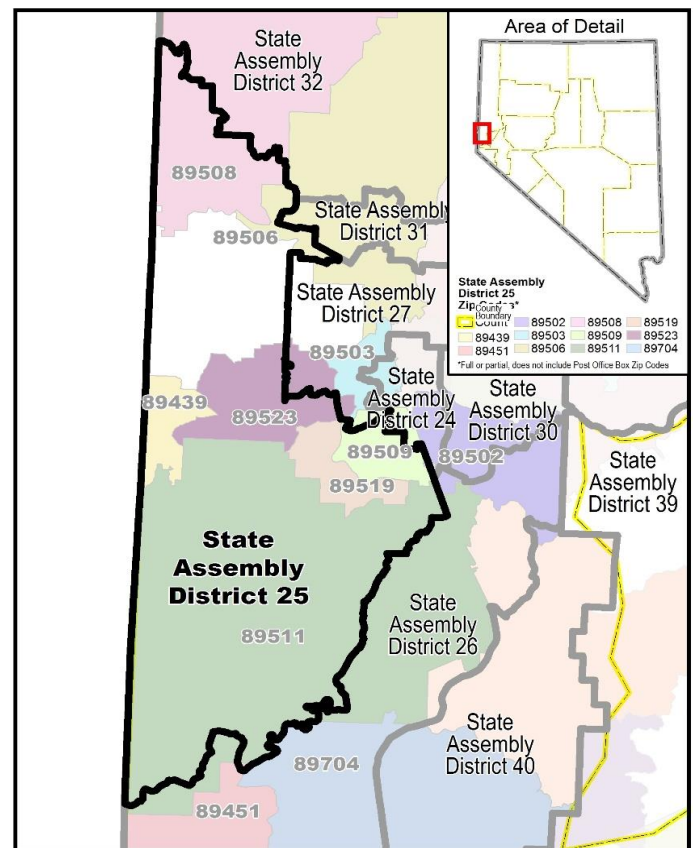 State
Assembly
District 32
Area of Detail
89508
89506
State Assembly
District 31
State Assembly
District 27
State Assembly
District 25
Zip Codes*
County
Boundary
Count
89439
89451
89502
89503
89506
89508
89509
89511
89519
89523
89704
*Full or partial, does not include Post Office Box Zip Codes
89503
89439
89523
State
Assembly
District 24
State
Assembly
District 30
89509
89502
89519
State
Assembly
District 39
State
Assembly
District 25
89511
State
Assembly
District 26
State
Assembly
District 40
89704
89451